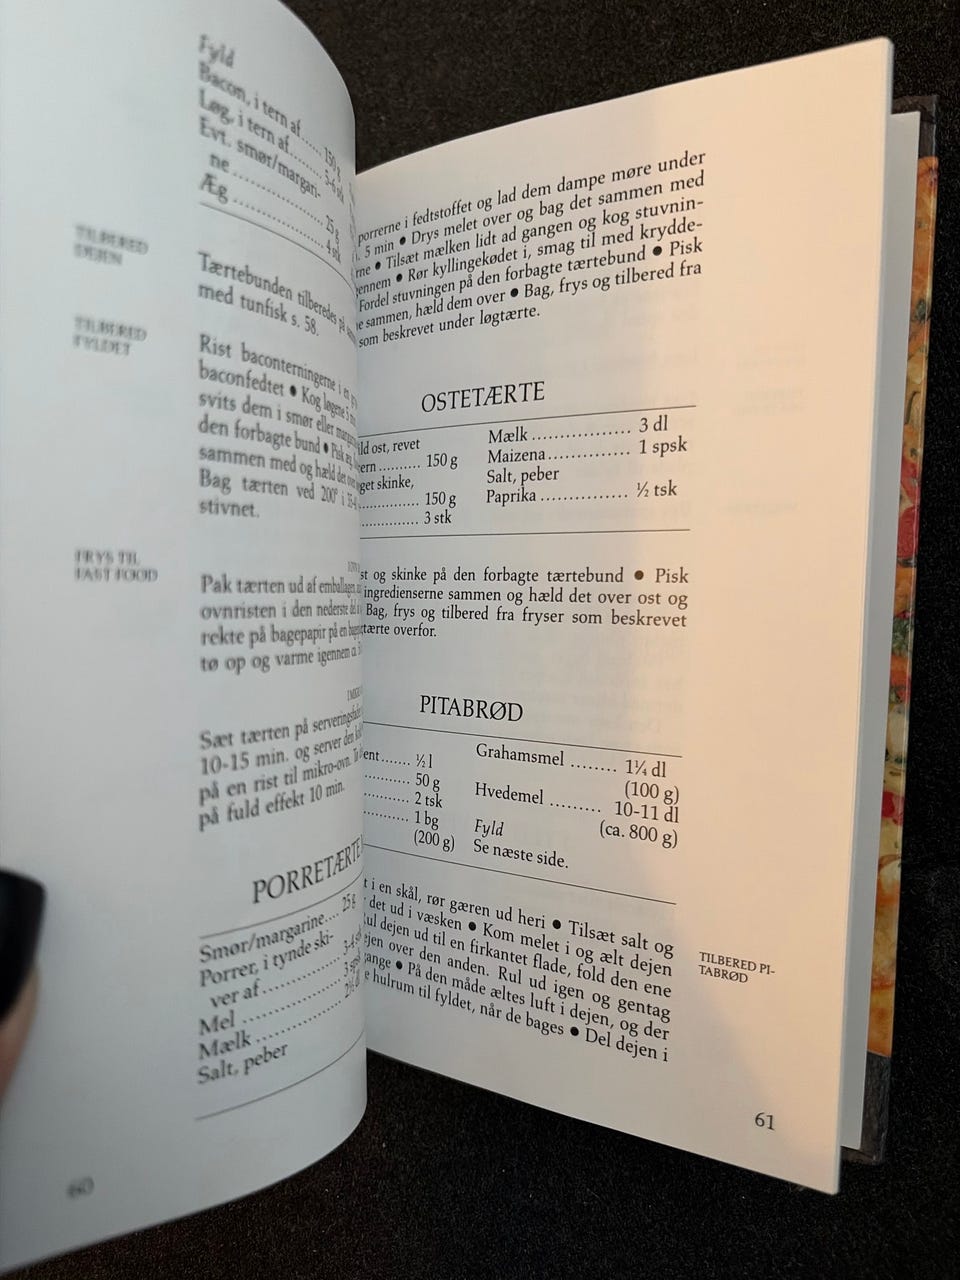 Fyld
Bacon, i tern af...... 150 g
Løg, i tern af......... 5-4 stk
Evt. smør/margari-
ne .................. 25 g
Æg .................. 4 stk
TILBERED
DEJEN
Tærtebunden tilberedes på
med tunfisk s. 58.
TILBERED
FYLDET
Rist baconterningerne i en
baconfedtet ● Kog løgene 5
svits dem i smør eller
den forbagte bund ● Pisk æg
sammen med og hæld det over
Bag tærten ved 200° i
stivnet.
FRYS TIL
FAST FOOD
Pak tærten ud af emballagen,
ovnristen i den nederste del
rekte på bagepapir på en
tø op og varme igennem ca.
Sæt tærten på serveringsfadet
10-15 min. og server den
på en rist til mikro-ovn.
på fuld effekt 10 min.
PORRETÆRTE
Smør/margarine.... 25 g
Porrer, i tynde ski-
ver af............ 3-4 stk
Mel ................ 3 spsk
Mælk .............. 2½ dl
Salt, peber
60
porrerne i fedtstoffet og lad dem dampe møre under
5 min ● Drys melet over og bag det sammen med
● Tilsæt mælken lidt ad gangen og kog stuvnin-
● Rør kyllingekødet i, smag til med krydde-
Fordel stuvningen på den forbagte tærtebund ● Pisk
sammen, hæld dem over ● Bag, frys og tilbered fra
som beskrevet under løgtærte.
OSTETÆRTE
ost, revet
.......... 150 g
skinke,
............... 150 g
............... 3 stk
Mælk ................. 3 dl
Maizena.............. 1 spsk
Salt, peber
Paprika ............... ½ tsk
og skinke på den forbagte tærtebund ● Pisk
ingredienserne sammen og hæld det over ost og
Bag, frys og tilbered fra fryser som beskrevet
overfor.
PITABRØD
....... ½ l
............ 50 g
............ 2 tsk
............ 1 bg
(200 g)
Grahamsmel ........ 1¼ dl
(100 g)
Hvedemel ......... 10-11 dl
(ca. 800 g)
Fyld
Se næste side.
i en skål, rør gæren ud heri ● Tilsæt salt og
det ud i væsken ● Kom melet i og ælt dejen
dejen ud til en firkantet flade, fold den ene
over den anden. Rul ud igen og gentag
● På den måde æltes luft i dejen, og der
hulrum til fyldet, når de bages ● Del dejen i
TILBERED PI-
TABRØD
61